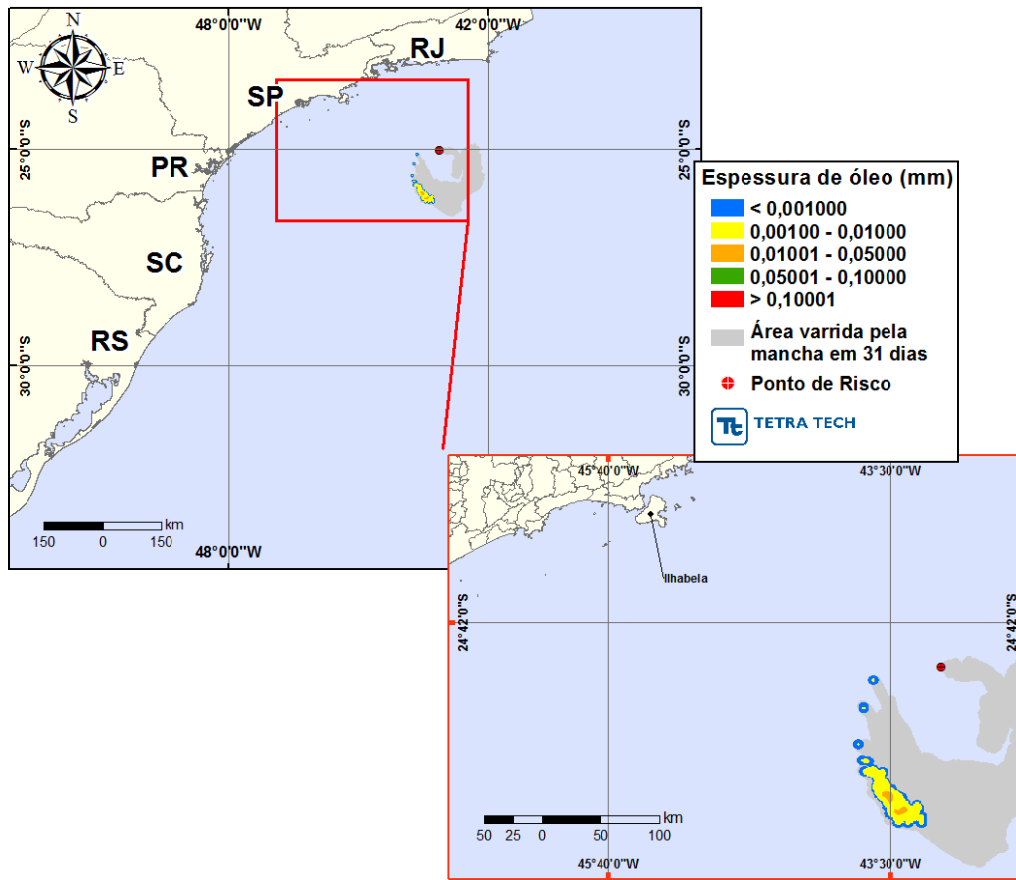 48°0'0"W
42°0'0"W
N
W
E
S
RJ
SP
25°0'0"S
25°0'0"S
PR
SC
RS
30°0'0"S
30°0'0"S
150 0 150 km
48°0'0"W
Espessura de óleo (mm)
< 0,001000
0,00100 - 0,01000
0,01001 - 0,05000
0,05001 - 0,10000
> 0,10001
Área varrida pela
mancha em 31 dias
Ponto de Risco
Tt TETRA TECH
45°40'0"W
43°30'0"W
Ilhabela
24°42'0"S
24°42'0"S
50 25 0 50 100 km
45°40'0"W
43°30'0"W